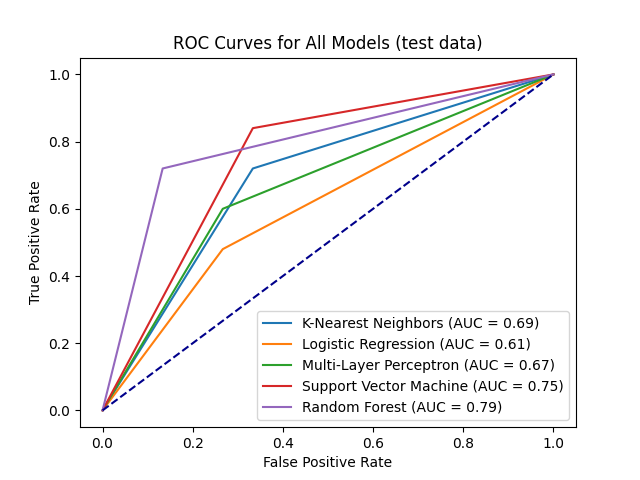 ROC Curves for All Models (test data)
True Positive Rate
1.0
0.8
0.6
0.4
0.2
0.0
K-Nearest Neighbors (AUC = 0.69)
Logistic Regression (AUC = 0.61)
Multi-Layer Perceptron (AUC = 0.67)
Support Vector Machine (AUC = 0.75)
Random Forest (AUC = 0.79)
0.0 0.2 0.4 0.6 0.8 1.0
False Positive Rate